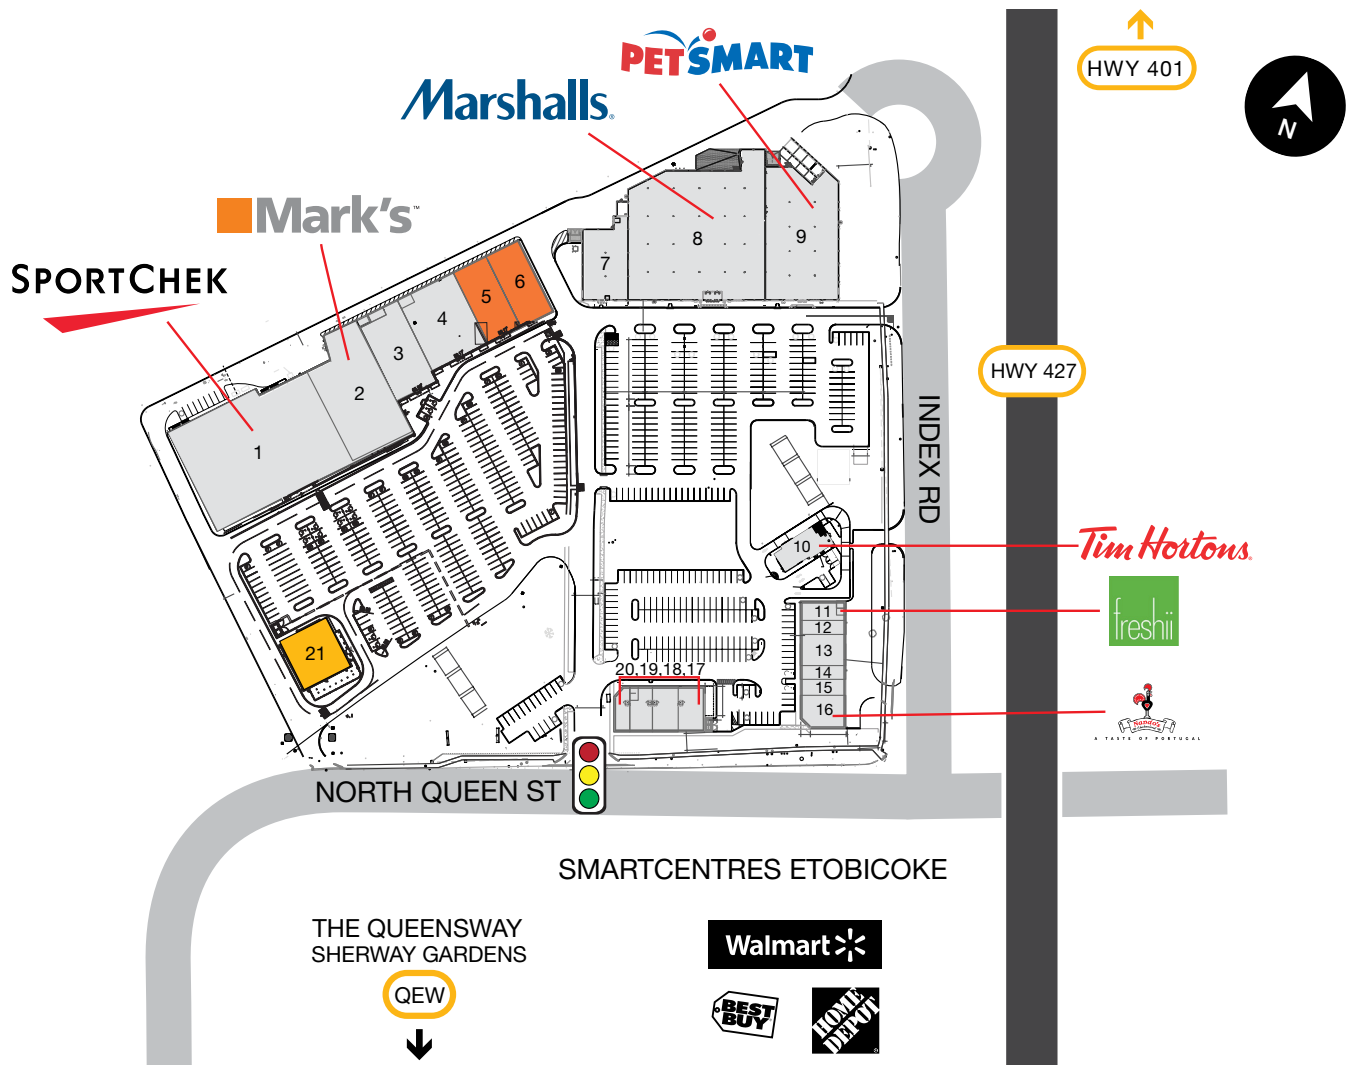 PETSMART
HWY 401
Marshalls®
N
Mark's™
SPORTCHEK
9
8
7
6
5
4
3
2
1
HWY 427
INDEX RD
10
Tim Hortons®
11
freshii
12
13
14
15
16
20,19,18,17
21
Nando's
A TASTE OF PORTUGAL
NORTH QUEEN ST
SMARTCENTRES ETOBICOKE
THE QUEENSWAY
SHERWAY GARDENS
QEW
Walmart
BEST
BUY
HOME
DEPOT